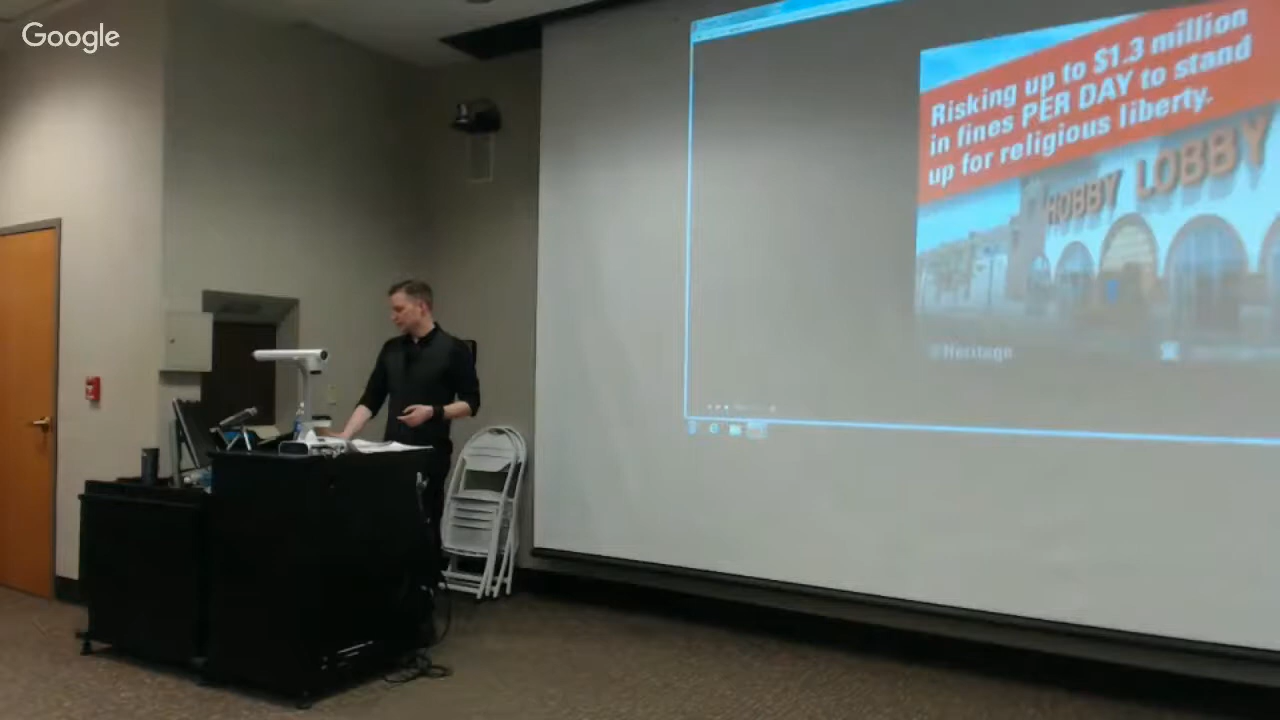 Google
Risking up to $1.3 million
in fines PER DAY to stand
up for religious liberty.
HOBBY LOBBY
@Heritage